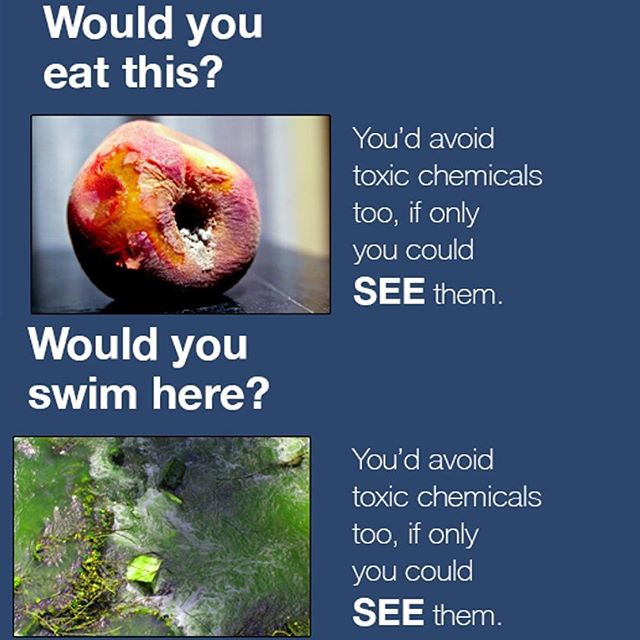 Would you
eat this?
You'd avoid
toxic chemicals
too, if only
you could
SEE them.
Would you
swim here?
You'd avoid
toxic chemicals
too, if only
you could
SEE them.